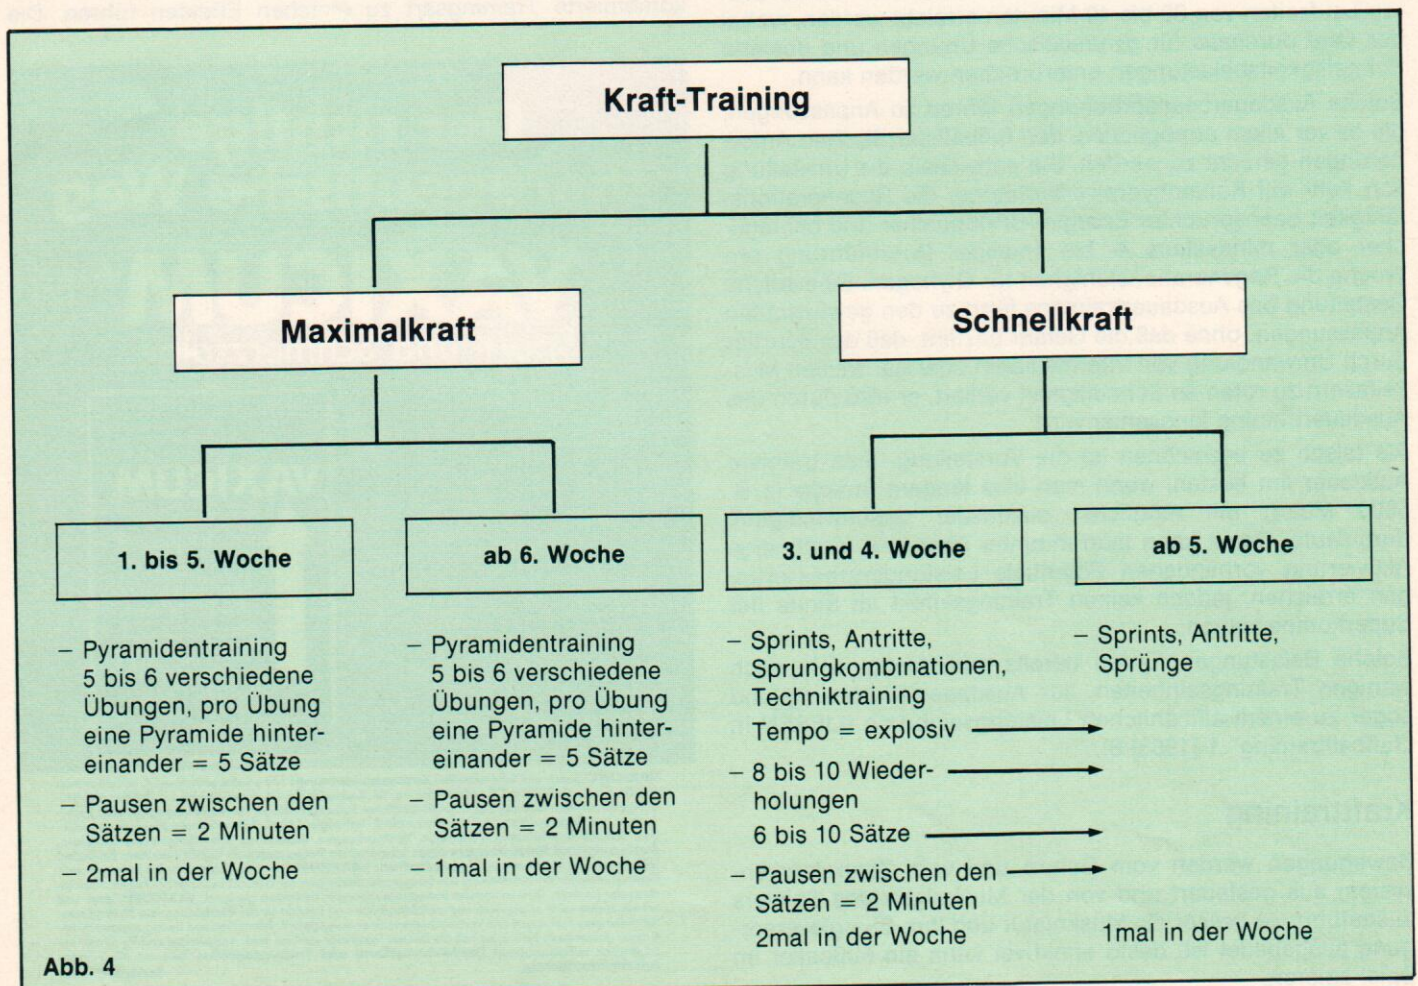 Kraft-Training
Maximalkraft
Schnellkraft
1. bis 5. Woche
ab 6. Woche
3. und 4. Woche
ab 5. Woche
– Pyramidentraining
5 bis 6 verschiedene
Übungen, pro Übung
eine Pyramide hinter-
einander = 5 Sätze
– Pausen zwischen den
Sätzen = 2 Minuten
– 2mal in der Woche
– Pyramidentraining
5 bis 6 verschiedene
Übungen, pro Übung
eine Pyramide hinter-
einander = 5 Sätze
– Pausen zwischen den
Sätzen = 2 Minuten
– 1mal in der Woche
– Sprints, Antritte,
Sprungkombinationen,
Techniktraining
Tempo = explosiv
– 8 bis 10 Wieder-
holungen
6 bis 10 Sätze
– Pausen zwischen den
Sätzen = 2 Minuten
2mal in der Woche
– Sprints, Antritte,
Sprünge
1mal in der Woche
Abb. 4